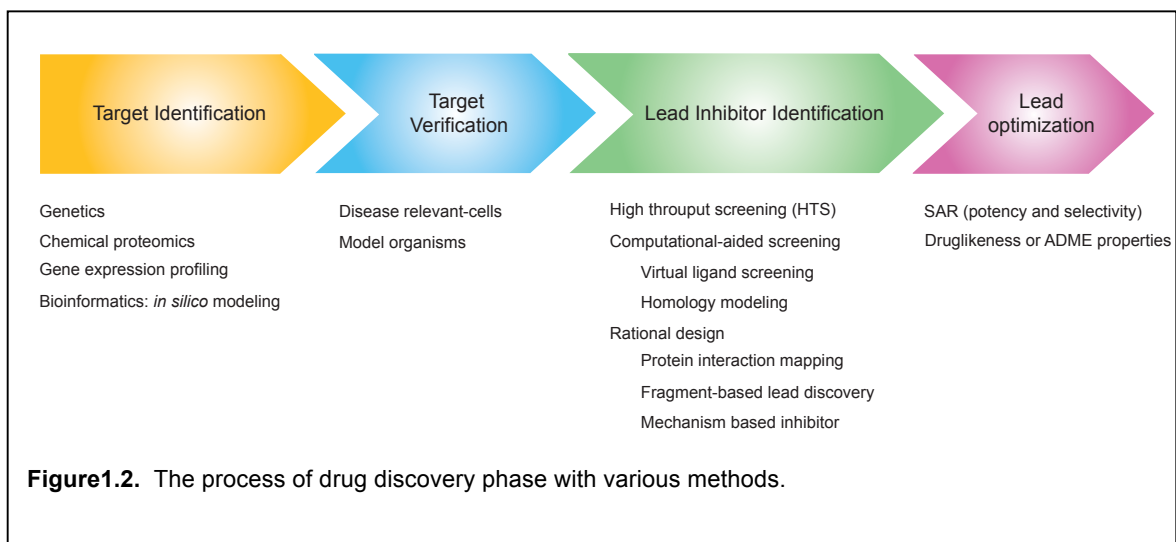 Target Identification
Target
Verification
Lead Inhibitor Identification
Lead
optimization
Genetics
Chemical proteomics
Gene expression profiling
Bioinformatics: in silico modeling
Disease relevant-cells
Model organisms
High throuput screening (HTS)
Computational-aided screening
Virtual ligand screening
Homology modeling
Rational design
Protein interaction mapping
Fragment-based lead discovery
Mechanism based inhibitor
SAR (potency and selectivity)
Druglikeness or ADME properties
Figure1.2. The process of drug discovery phase with various methods.